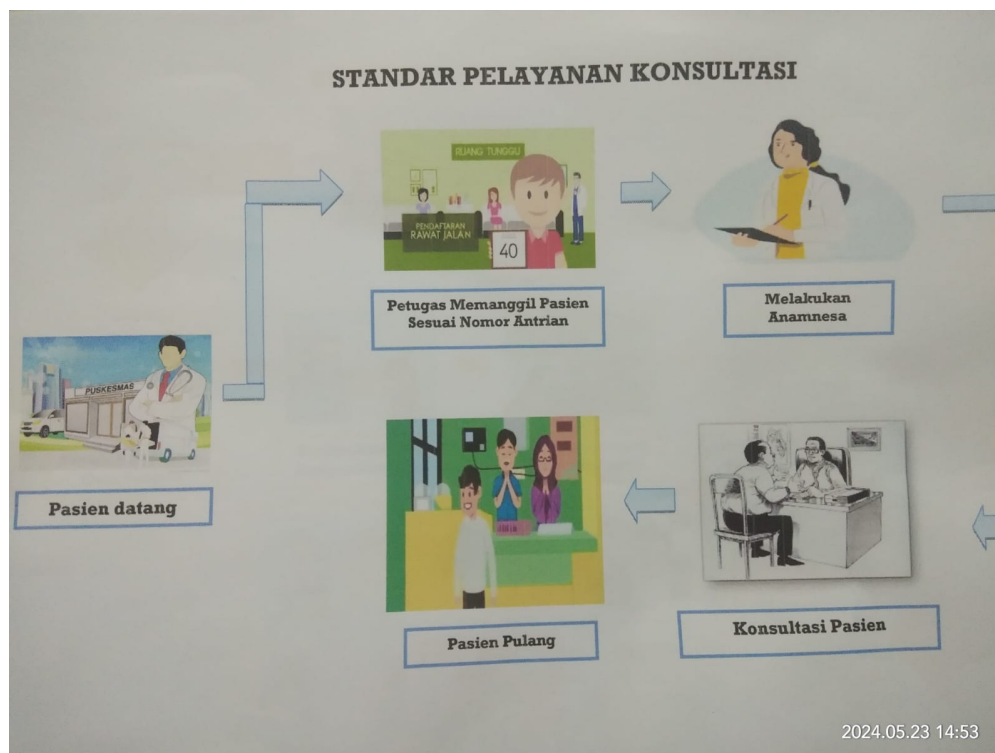 STANDAR PELAYANAN KONSULTASI
RUANG TUNGGU
PENDAFTARAN
RAWAT JALAN
40
Petugas Memanggil Pasien
Sesuai Nomor Antrian
Melakukan
Anamnesa
PUSKESMAS
Pasien datang
Pasien Pulang
Konsultasi Pasien
2024.05.23 14:53